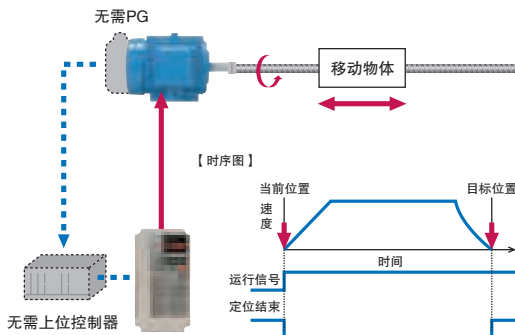 无需PG
移动物体
【时序图】
当前位置
目标位置
速度
时间
运行信号
定位结束
无需上位控制器